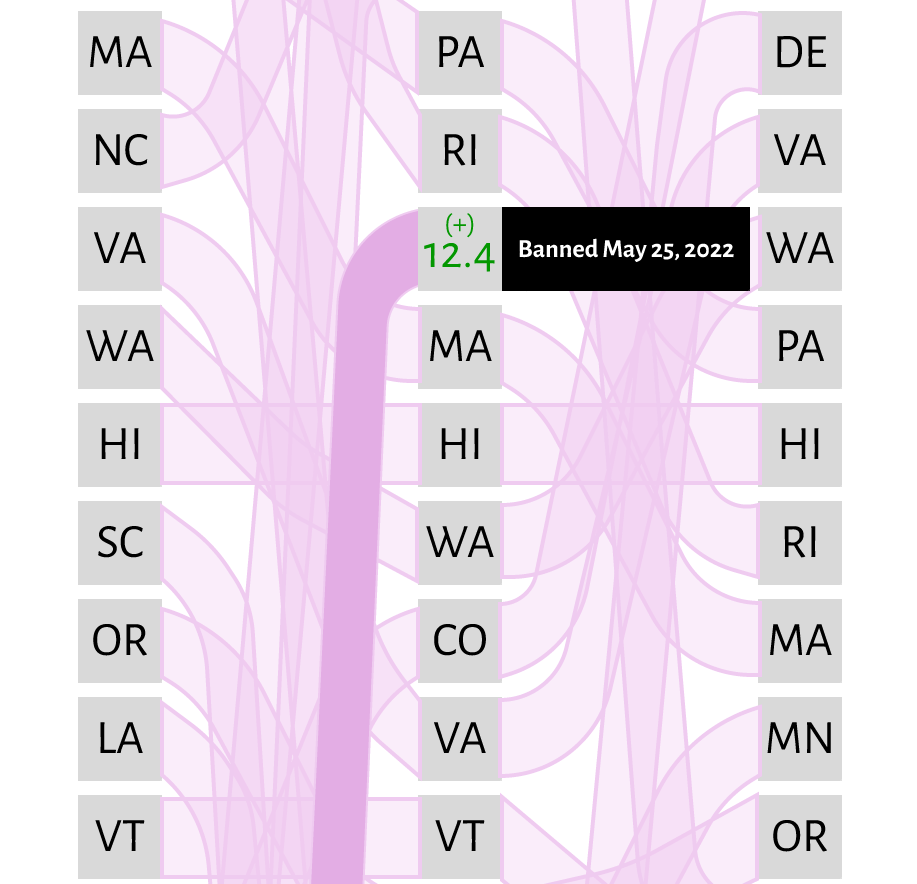 MA PA DE
NC RI VA
VA (+) 12.4 Banned May 25, 2022 WA
WA MA PA
HI HI HI
SC WA RI
OR CO MA
LA VA MN
VT VT OR